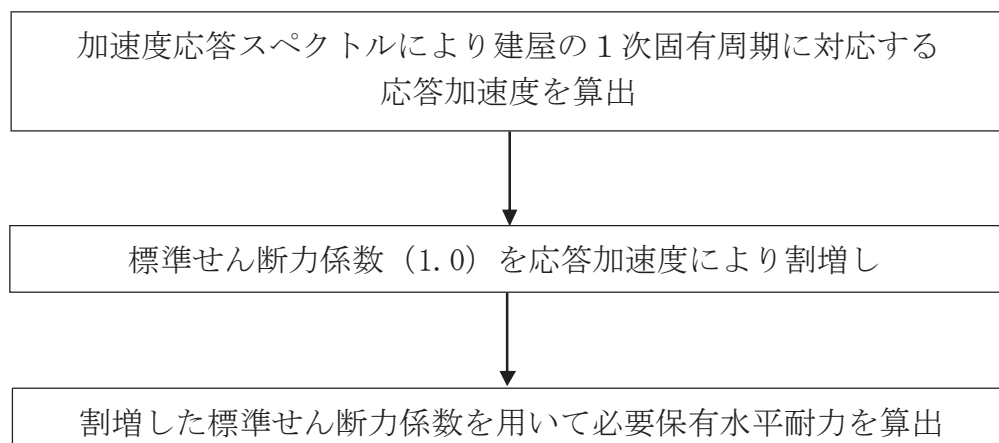 加速度応答スペクトルにより建屋の１次固有周期に対応する
応答加速度を算出
標準せん断力係数（1.0）を応答加速度により割増し
割増した標準せん断力係数を用いて必要保有水平耐力を算出